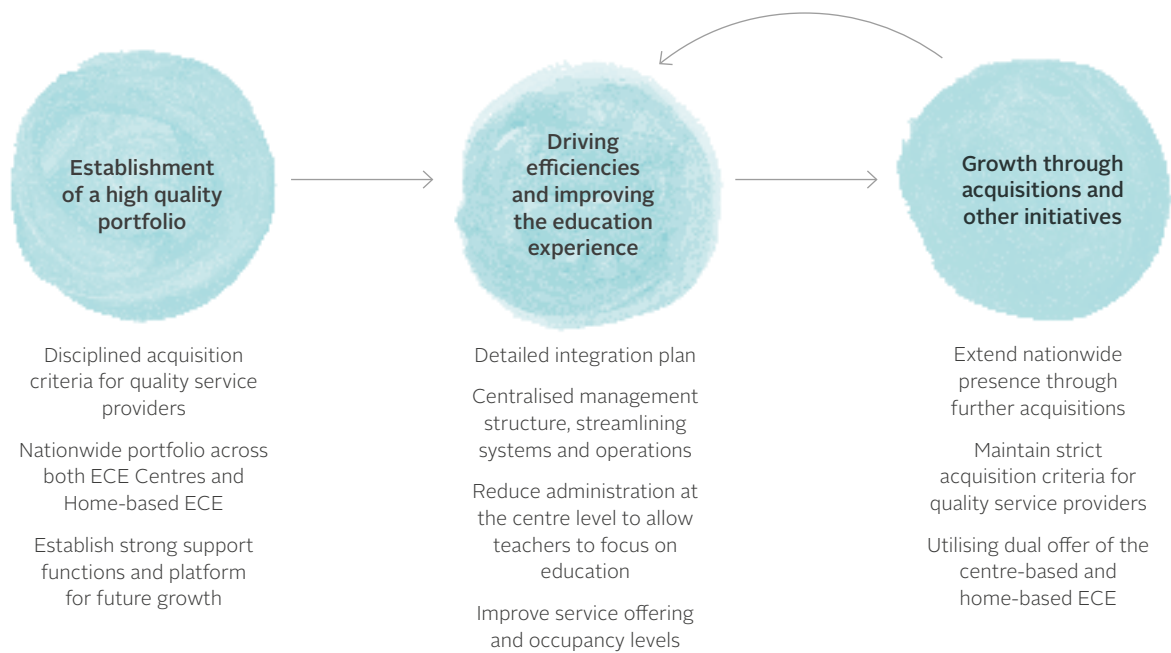 Establishment
of a high quality
portfolio
Disciplined acquisition
criteria for quality service
providers
Nationwide portfolio across
both ECE Centres and
Home-based ECE
Establish strong support
functions and platform
for future growth
Driving
efficiencies
and improving
the education
experience
Detailed integration plan
Centralised management
structure, streamlining
systems and operations
Reduce administration at
the centre level to allow
teachers to focus on
education
Improve service offering
and occupancy levels
Growth through
acquisitions and
other initiatives
Extend nationwide
presence through
further acquisitions
Maintain strict
acquisition criteria for
quality service providers
Utilising dual offer of the
centre-based and
home-based ECE